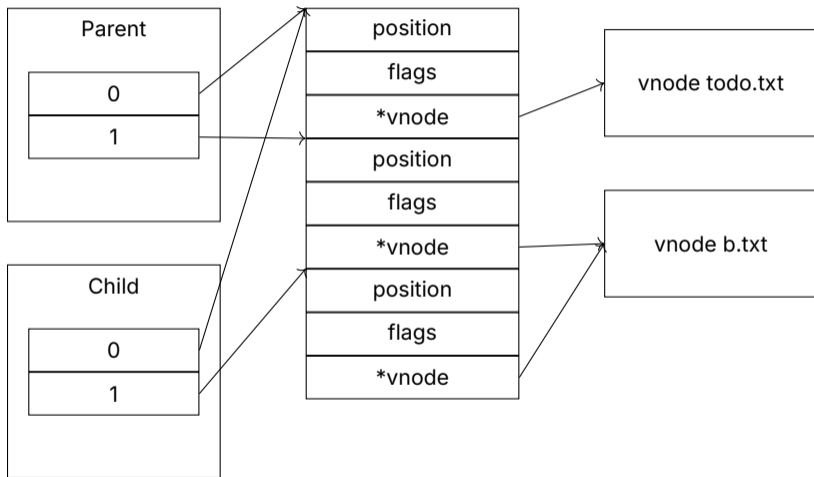 Parent
0
1
Child
0
1
position
flags
*vnode
position
flags
*vnode
position
flags
*vnode
vnode todo.txt
vnode b.txt